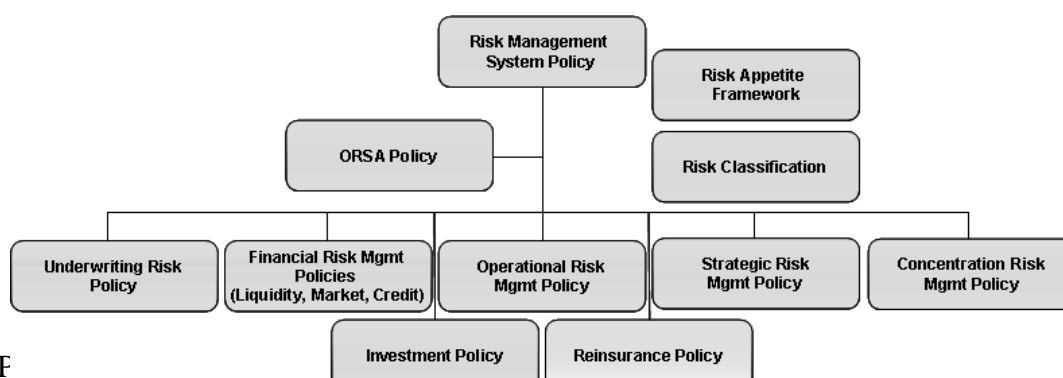 Risk Management
System Policy
Risk Appetite
Framework
ORSA Policy
Risk Classification
Underwriting Risk
Policy
Financial Risk Mgmt
Policies
(Liquidity, Market, Credit)
Operational Risk
Mgmt Policy
Strategic Risk
Mgmt Policy
Concentration Risk
Mgmt Policy
Investment Policy
Reinsurance Policy
P